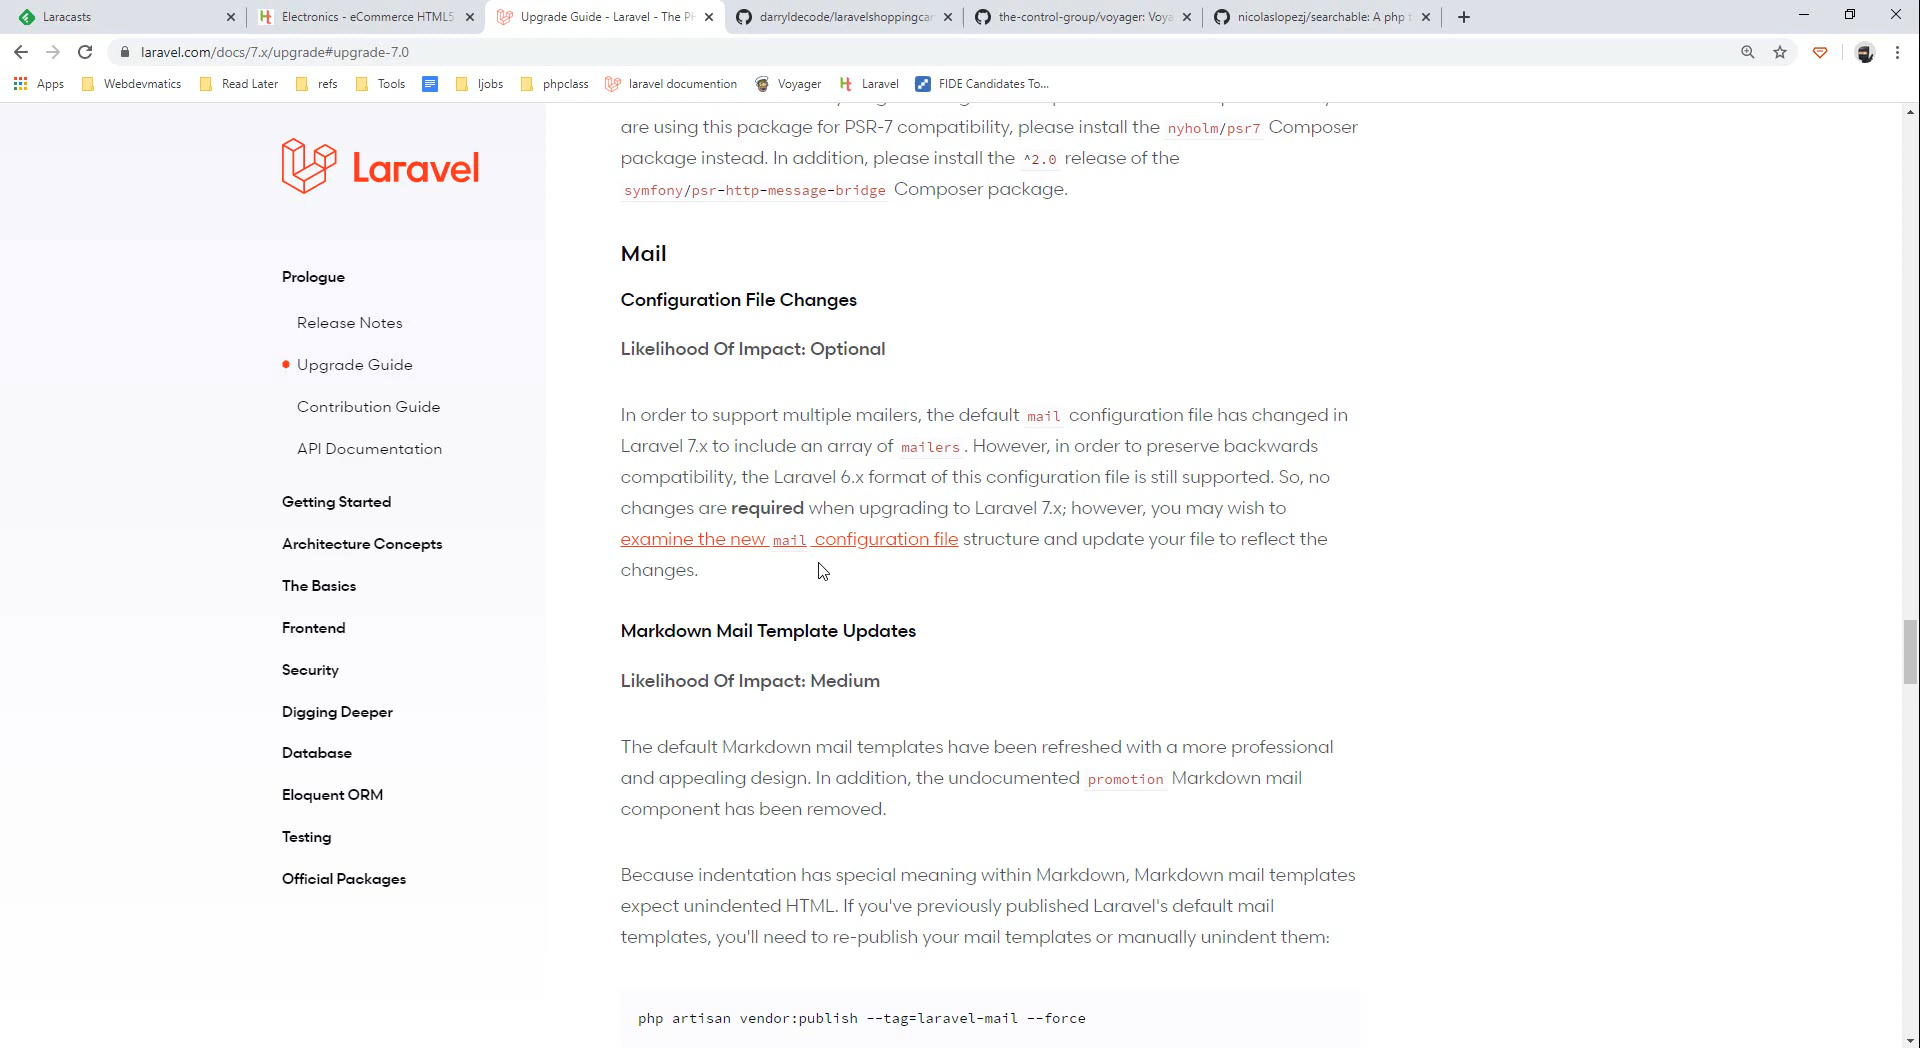 Laracasts
Electronics - eCommerce HTML5
Upgrade Guide - Laravel - The PH
darryldecode/laravelshoppingcar
the-control-group/voyager: Voya
nicolaslopezj/searchable: A php t
laravel.com/docs/7.x/upgrade#upgrade-7.0
Apps
Webdevmatics
Read Later
refs
Tools
ljobs
phpclass
laravel documention
Voyager
Laravel
FIDE Candidates To...
Laravel
Prologue
Release Notes
Upgrade Guide
Contribution Guide
API Documentation
Getting Started
Architecture Concepts
The Basics
Frontend
Security
Digging Deeper
Database
Eloquent ORM
Testing
Official Packages
are using this package for PSR-7 compatibility, please install the nyholm/psr7 Composer
package instead. In addition, please install the ^2.0 release of the
symfony/psr-http-message-bridge Composer package.
Mail
Configuration File Changes
Likelihood Of Impact: Optional
In order to support multiple mailers, the default mail configuration file has changed in
Laravel 7.x to include an array of mailers. However, in order to preserve backwards
compatibility, the Laravel 6.x format of this configuration file is still supported. So, no
changes are required when upgrading to Laravel 7.x; however, you may wish to
examine the new mail configuration file structure and update your file to reflect the
changes.
Markdown Mail Template Updates
Likelihood Of Impact: Medium
The default Markdown mail templates have been refreshed with a more professional
and appealing design. In addition, the undocumented promotion Markdown mail
component has been removed.
Because indentation has special meaning within Markdown, Markdown mail templates
expect unindented HTML. If you've previously published Laravel's default mail
templates, you'll need to re-publish your mail templates or manually unindent them:
php artisan vendor:publish --tag=laravel-mail --force